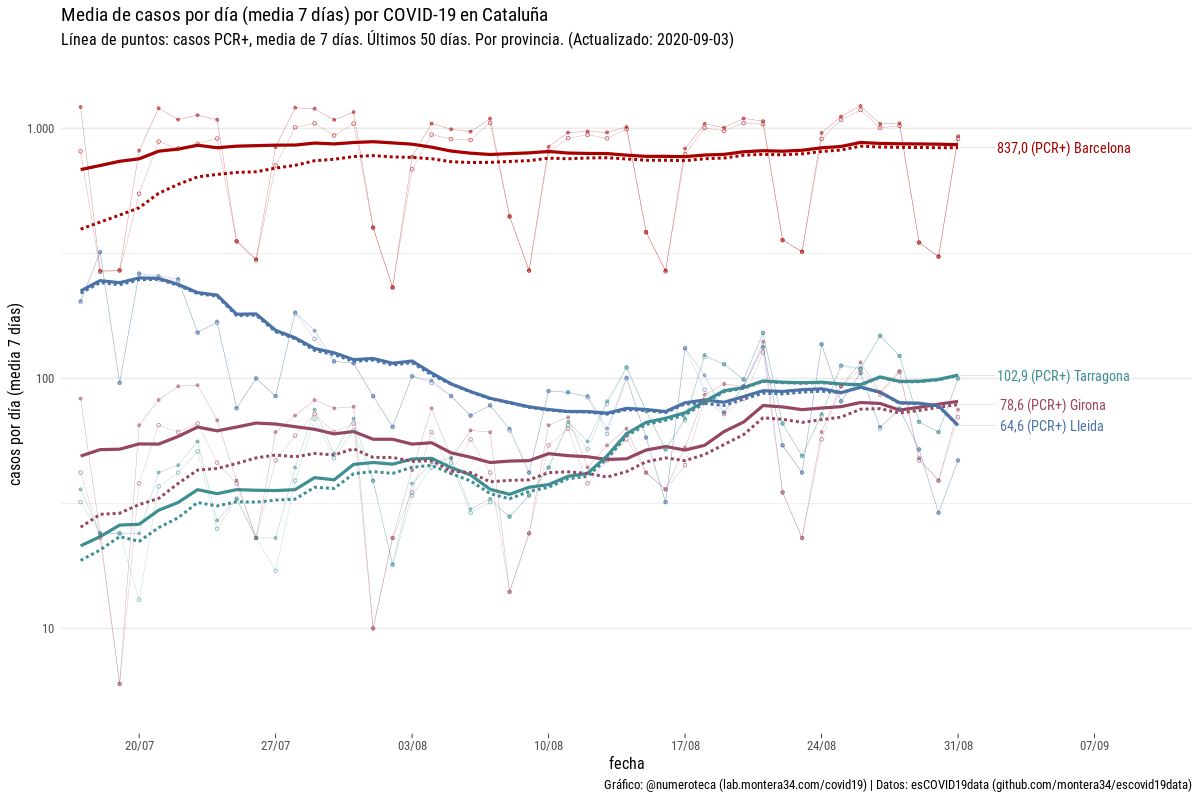 Media de casos por día (media 7 días) por COVID-19 en Cataluña
Línea de puntos: casos PCR+, media de 7 días. Últimos 50 días. Por provincia. (Actualizado: 2020-09-03)
casos por día (media 7 días)
1.000
100
10
837,0 (PCR+) Barcelona
102,9 (PCR+) Tarragona
78,6 (PCR+) Girona
64,6 (PCR+) Lleida
20/07 27/07 03/08 10/08 17/08 24/08 31/08 07/09
fecha
Gráfico: @numeroteca (lab.montera34.com/covid19) | Datos: esCOVID19data (github.com/montera34/escovid19data)